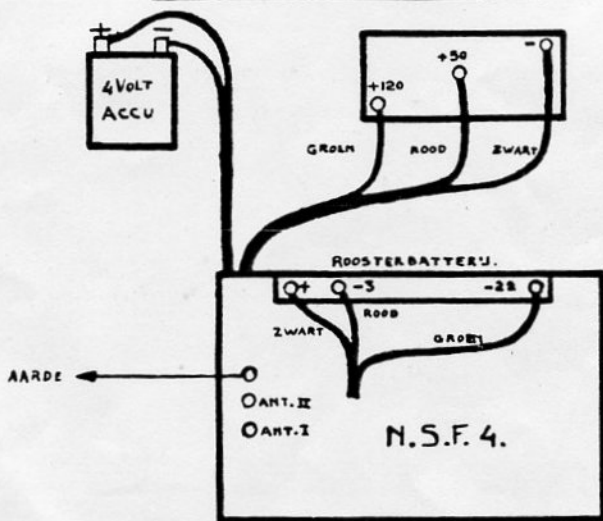 + -
4 VOLT
ACCU
+120
+50
-
GROEN
ROOD
ZWART
ROOSTERBATTERIJ.
+
-3
-22
ZWART
ROOD
GROEN
AARDE
ANT. II
ANT. I
N.S.F. 4.